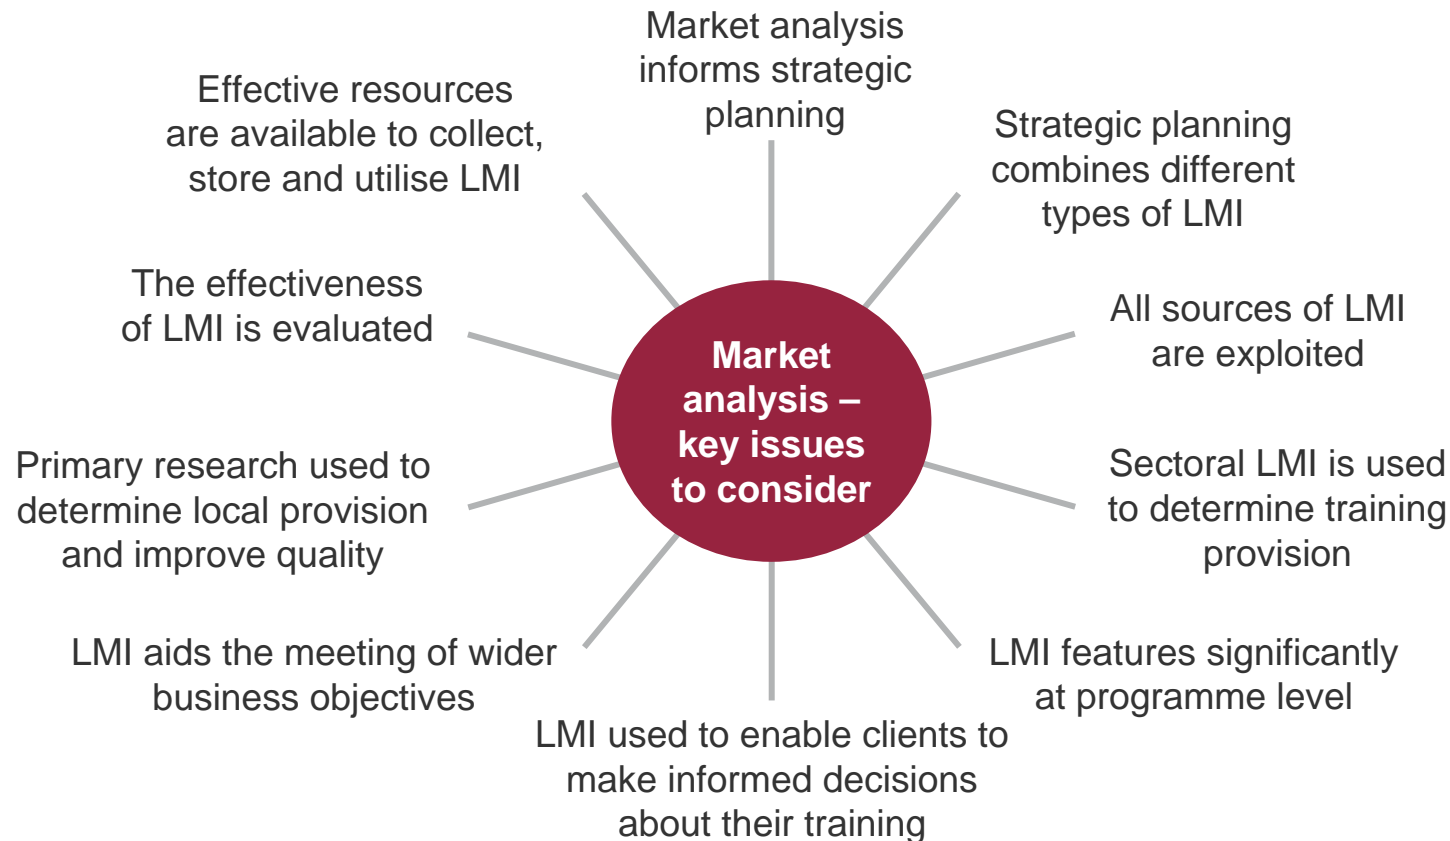 Market analysis
informs strategic
planning
Strategic planning
combines different
types of LMI
All sources of LMI
are exploited
Sectoral LMI is used
to determine training
provision
LMI features significantly
at programme level
LMI used to enable clients to
make informed decisions
about their training
LMI aids the meeting of wider
business objectives
Primary research used to
determine local provision
and improve quality
The effectiveness
of LMI is evaluated
Effective resources
are available to collect,
store and utilise LMI
Market
analysis –
key issues
to consider